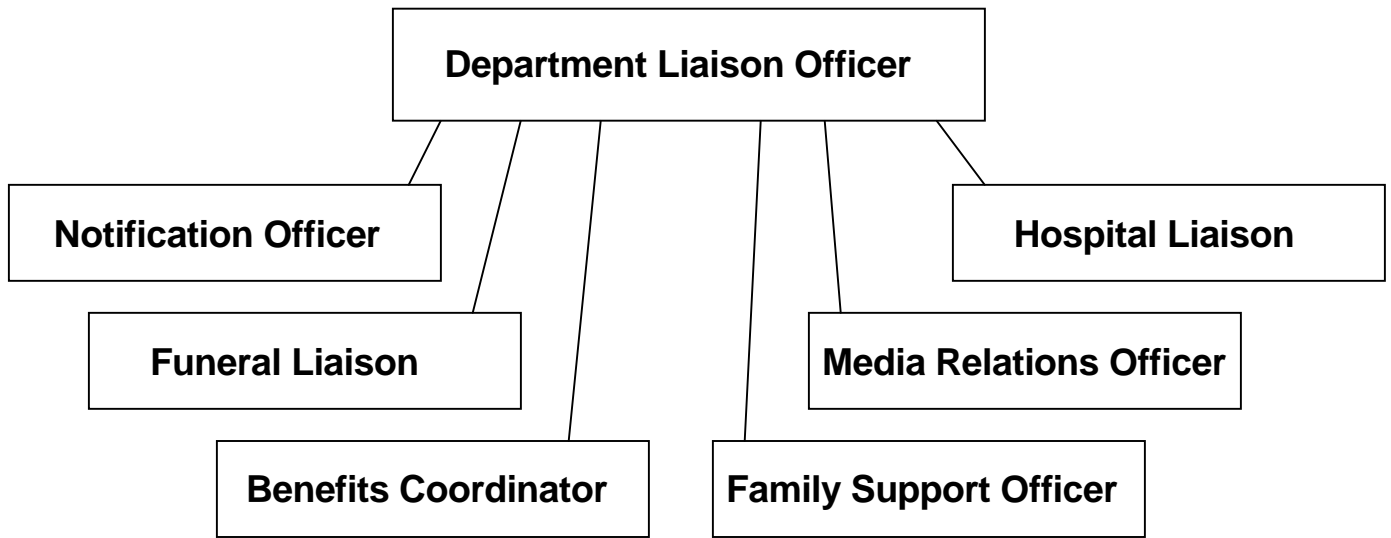 Department Liaison Officer
Notification Officer
Hospital Liaison
Funeral Liaison
Media Relations Officer
Benefits Coordinator
Family Support Officer